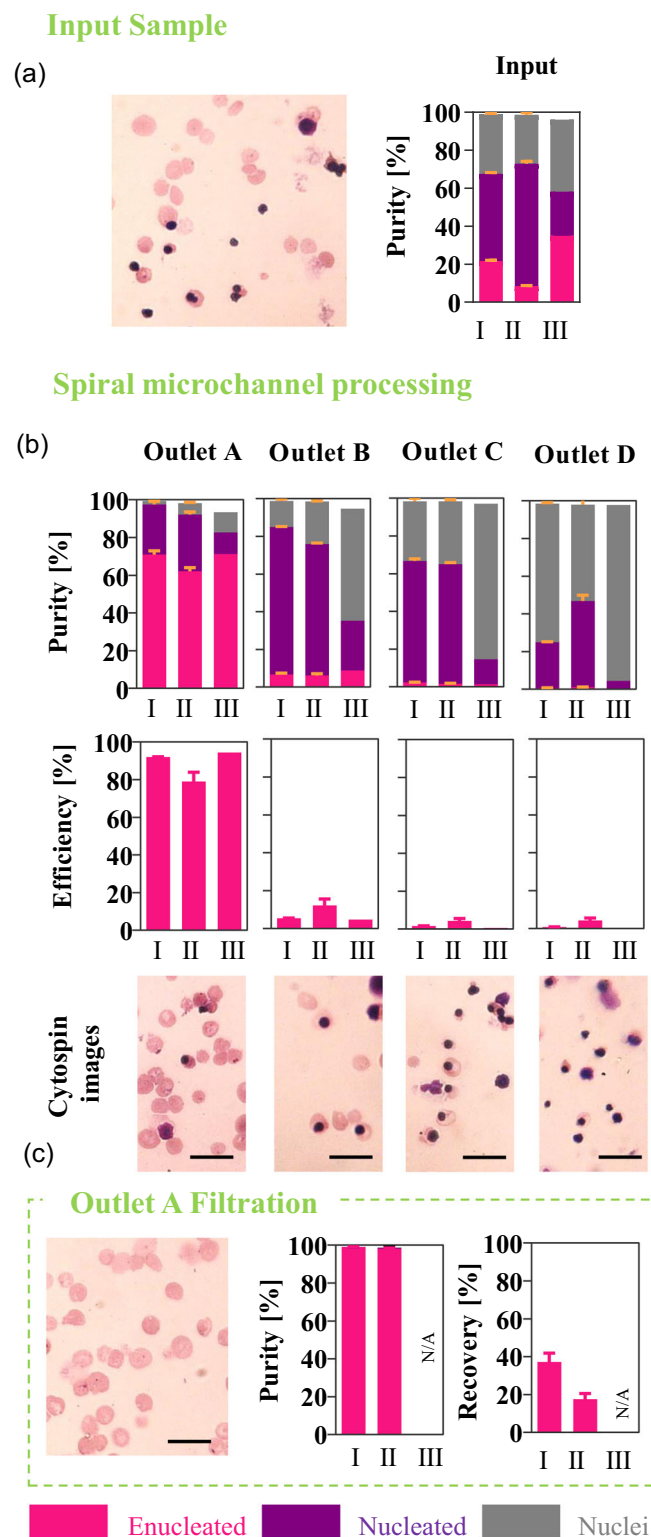 Input Sample
(a)
Input
Purity [%]
100
80
60
40
20
0
I II III
Spiral microchannel processing
(b)
Outlet A Outlet B Outlet C Outlet D
Purity [%]
100
80
60
40
20
0
I II III I II III I II III I II III
Efficiency [%]
100
80
60
40
20
0
I II III I II III I II III I II III
Cytospin
images
(c)
Outlet A Filtration
Purity [%]
100
80
60
40
20
0
N/A
I II III
Recovery [%]
100
80
60
40
20
0
N/A
I II III
Enucleated Nucleated Nuclei